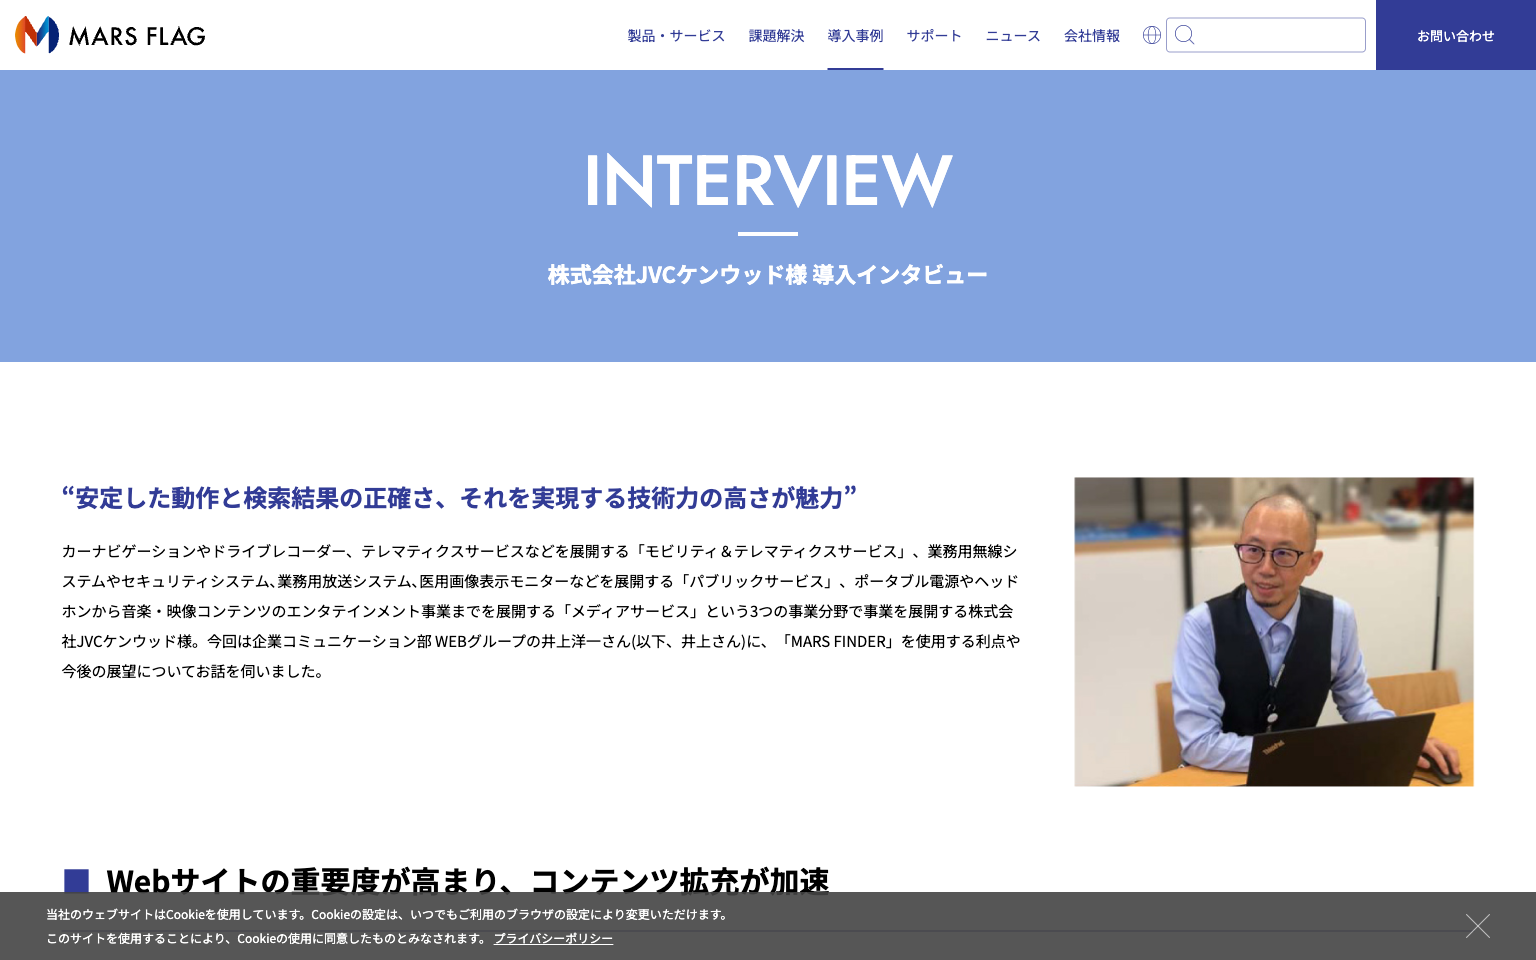 MARS FLAG
製品・サービス 課題解決 導入事例 サポート ニュース 会社情報 お問い合わせ
INTERVIEW
株式会社JVCケンウッド様 導入インタビュー
“安定した動作と検索結果の正確さ、それを実現する技術力の高さが魅力”
カーナビゲーションやドライブレコーダー、テレマティクスサービスなどを展開する「モビリティ＆テレマティクスサービス」、業務用無線シ
ステムやセキュリティシステム、業務用放送システム、医用画像表示モニターなどを展開する「パブリックサービス」、ポータブル電源やヘッド
ホンから音楽・映像コンテンツのエンタテインメント事業までを展開する「メディアサービス」という3つの事業分野で事業を展開する株式会
社JVCケンウッド様。今回は企業コミュニケーション部 WEBグループの井上洋一さん(以下、井上さん)に、「MARS FINDER」を使用する利点や
今後の展望についてお話を伺いました。
ThinkPad
Webサイトの重要度が高まり、コンテンツ拡充が加速
当社のウェブサイトはCookieを使用しています。Cookieの設定は、いつでもご利用のブラウザの設定により変更いただけます。
このサイトを使用することにより、Cookieの使用に同意したものとみなされます。 プライバシーポリシー